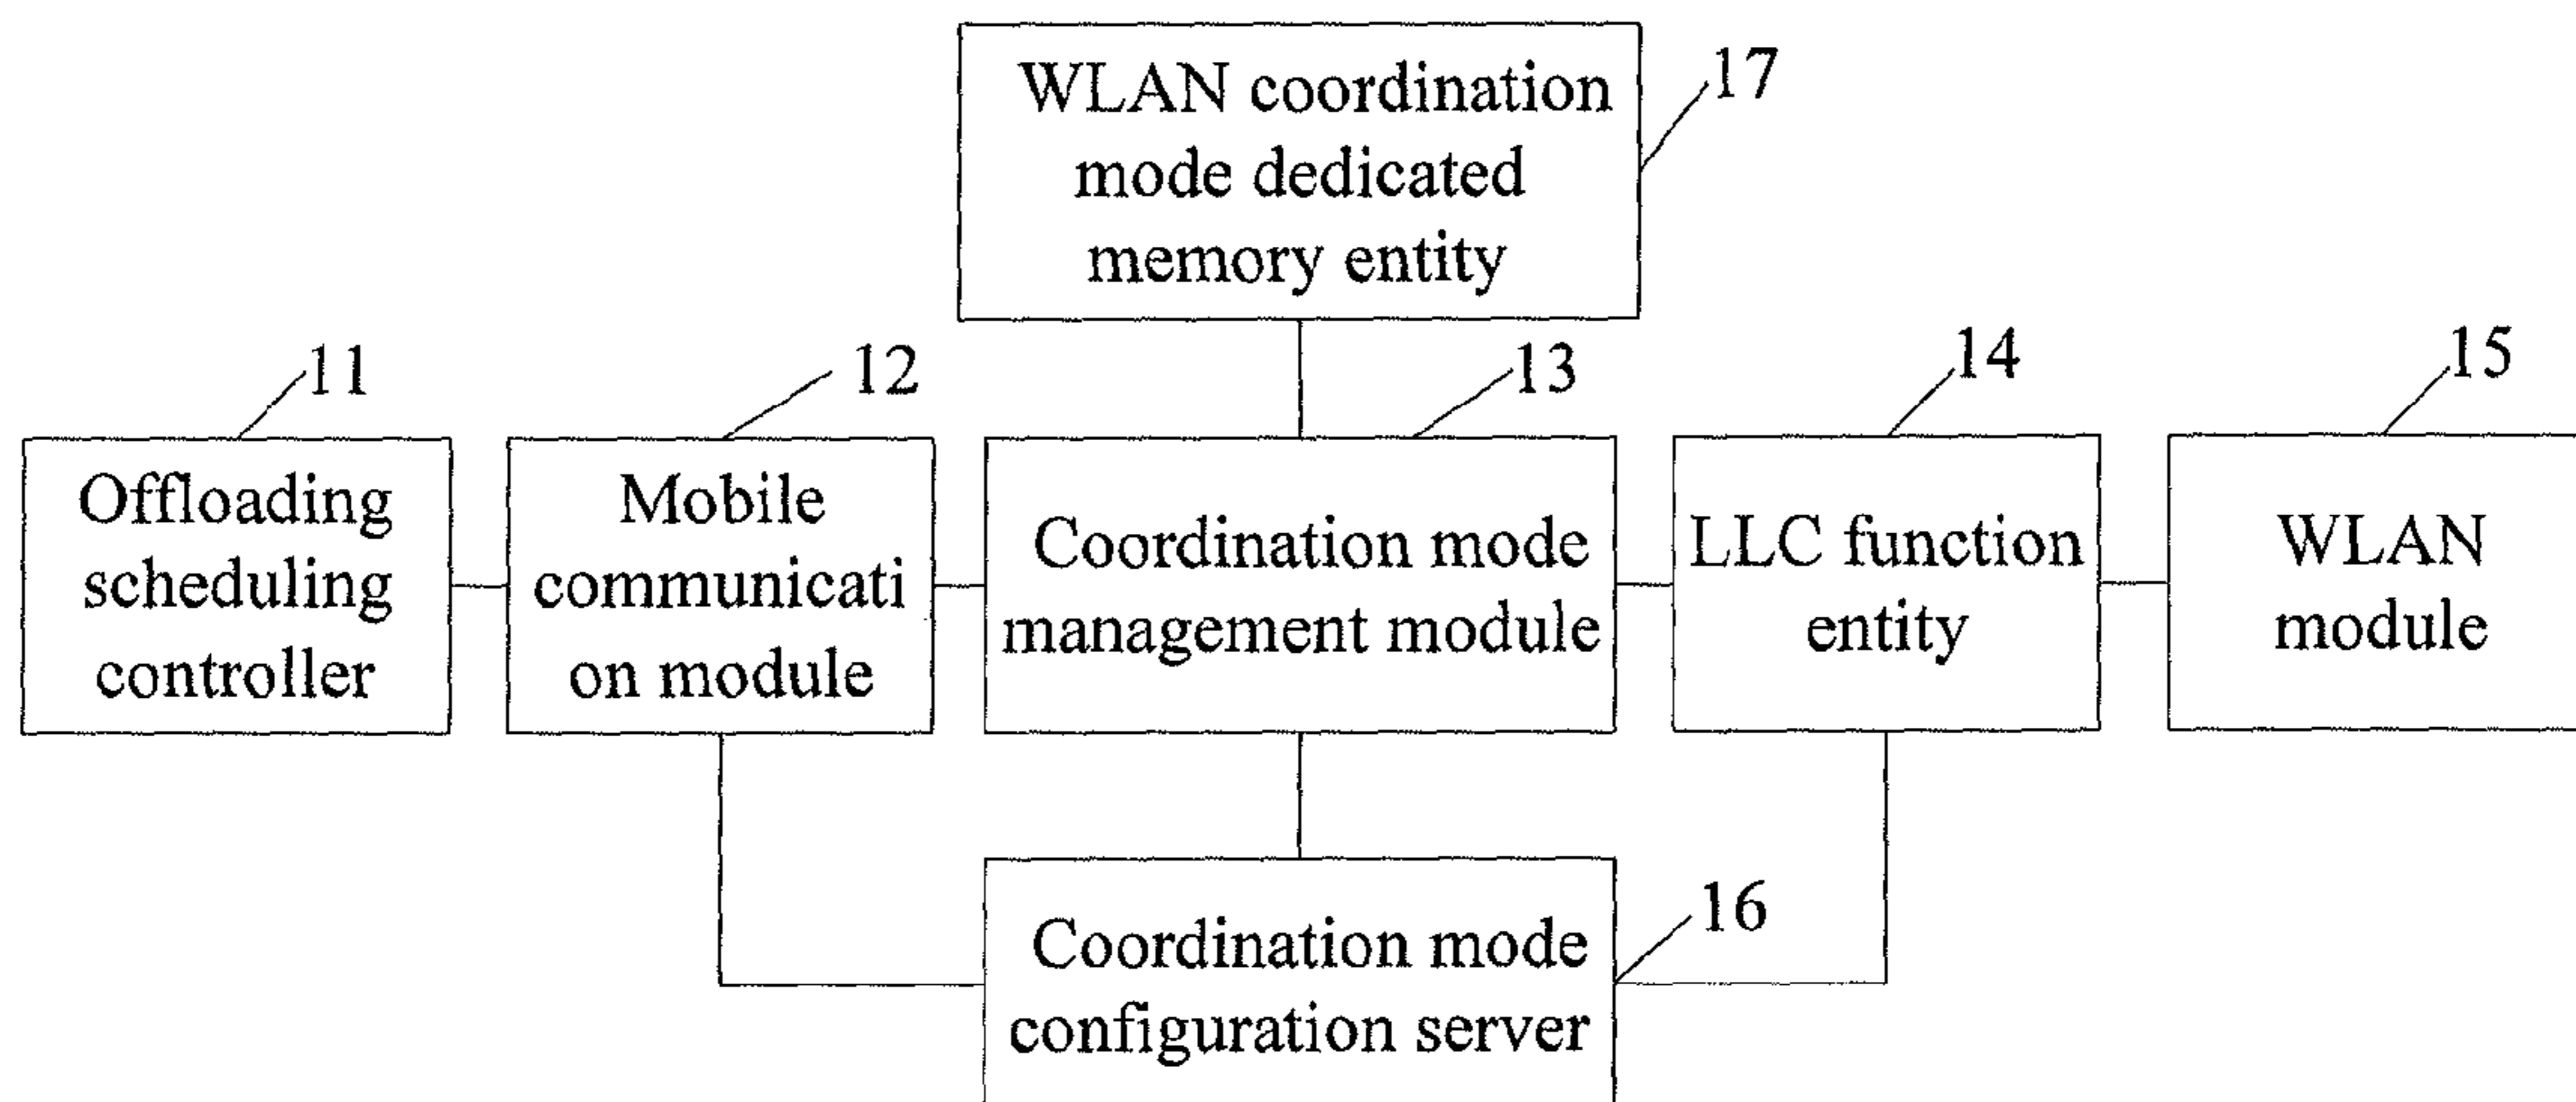 WLAN coordination
mode dedicated
memory entity
17
11
12
13
14
15
Offloading
scheduling
controller
Mobile
communicati
on module
Coordination mode
management module
LLC function
entity
WLAN
module
16
Coordination mode
configuration server